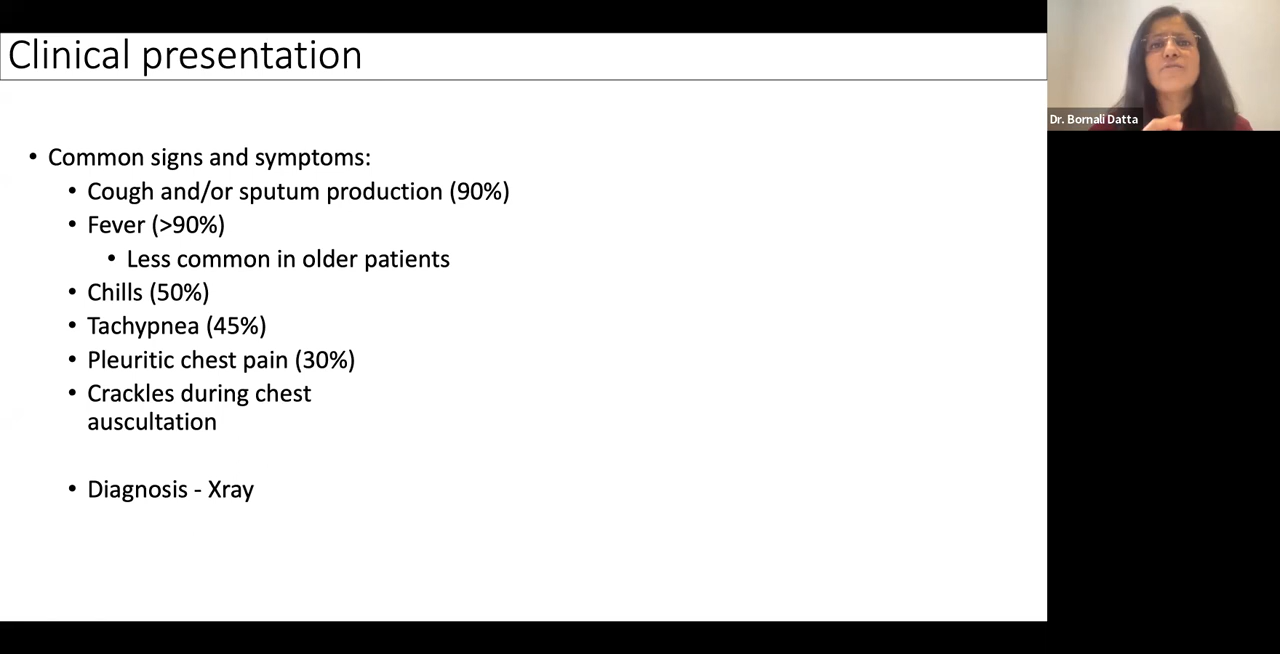 Clinical presentation
Dr. Bornali Datta
• Common signs and symptoms:
• Cough and/or sputum production (90%)
• Fever (>90%)
• Less common in older patients
• Chills (50%)
• Tachypnea (45%)
• Pleuritic chest pain (30%)
• Crackles during chest
auscultation
• Diagnosis - Xray